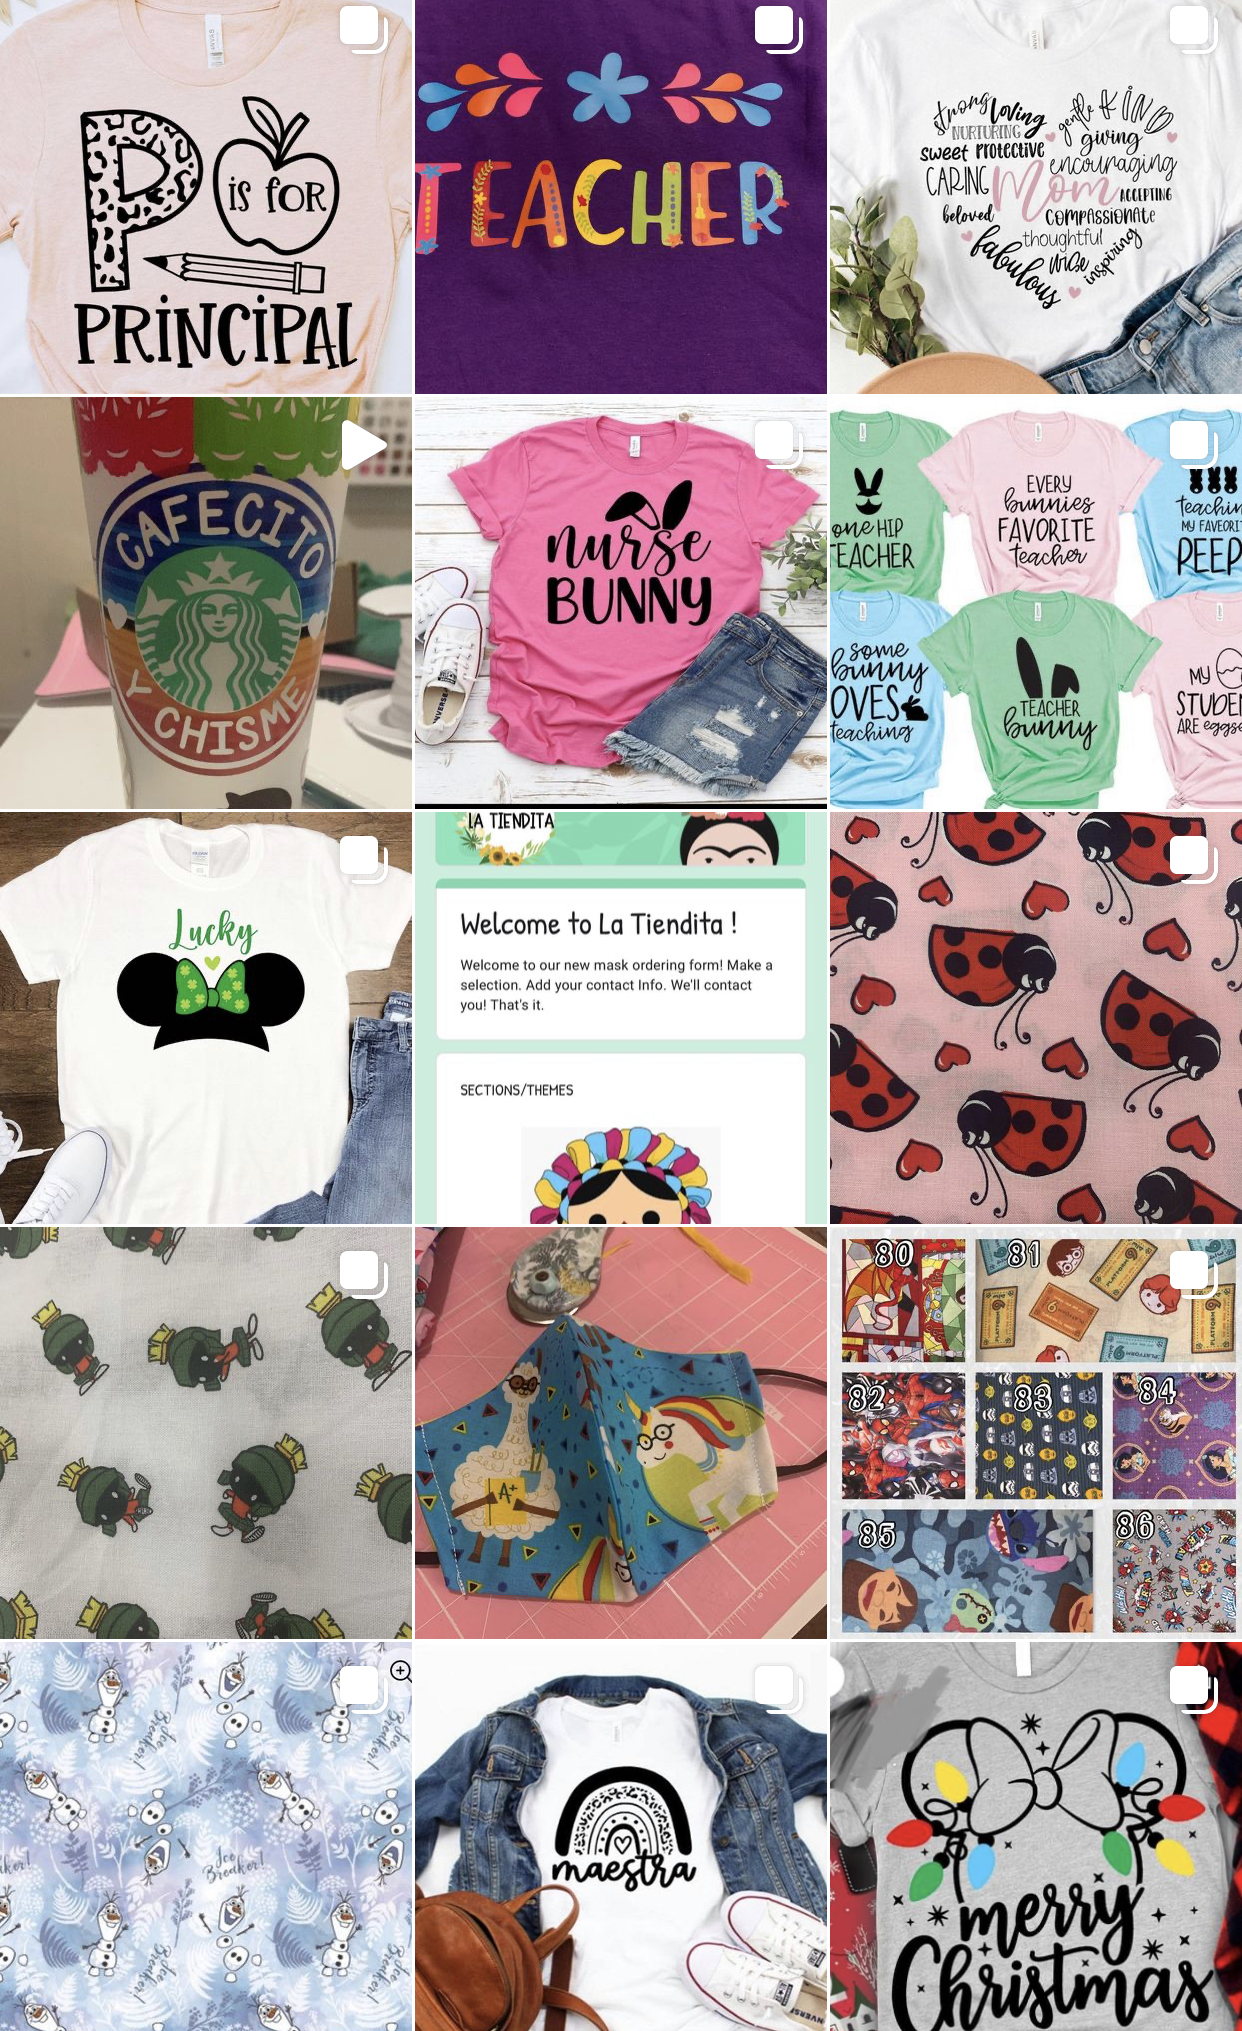 P
is for
PRINCIPAL
TEACHER
strong loving
NURTURING
sweet PROTECTIVE
CARING
beloved
fabulous
gentle KIND
giving
encouraging
Mom
ACCEPTING
COMPASSIONATE
thoughtful
wise
inspiring
CAFECITO
Y CHISME
nurse
BUNNY
one HIP
TEACHER
EVERY
bunnies
FAVORITE
teacher
teachin
MY FAVEORIT
PEEP
some
bunny
OVES
teaching
TEACHER
bunny
MY
STUDEN
ARE eggs
Lucky
LA TIENDITA
Welcome to La Tiendita !
Welcome to our new mask ordering form! Make a
selection. Add your contact Info. We'll contact
you! That's it.
SECTIONS/THEMES
A+
80
81
PLATFORM
82
83
84
85
86
Ice
Breaker!
maestra
merry
Christmas